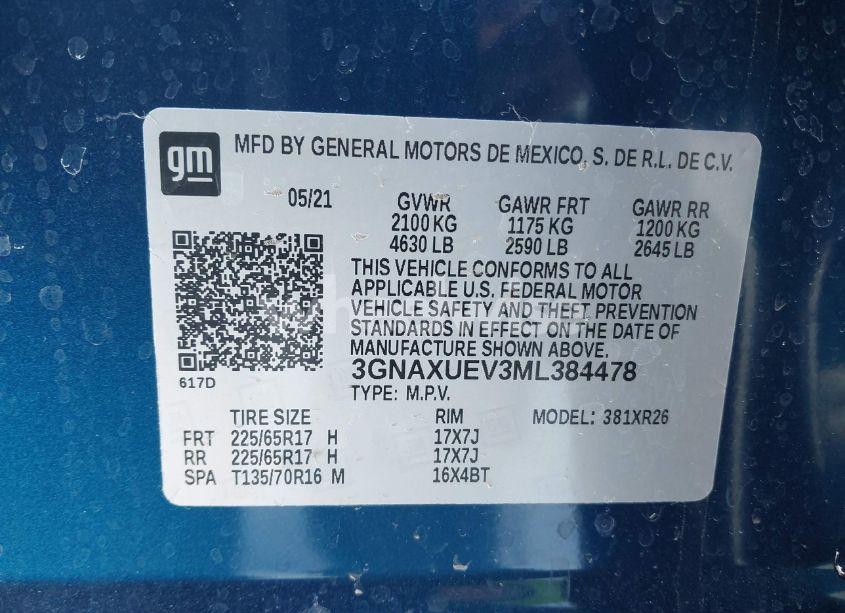 gm
MFD BY GENERAL MOTORS DE MEXICO, S. DE R.L. DE C.V.
05/21 GVWR GAWR FRT GAWR RR
2100 KG 1175 KG 1200 KG
4630 LB 2590 LB 2645 LB
THIS VEHICLE CONFORMS TO ALL
APPLICABLE U.S. FEDERAL MOTOR
VEHICLE SAFETY AND THEFT PREVENTION
STANDARDS IN EFFECT ON THE DATE OF
MANUFACTURE SHOWN ABOVE.
3GNAXUEV3ML384478
617D
TYPE: M.P.V.
TIRE SIZE RIM MODEL: 381XR26
FRT 225/65R17 H 17X7J
RR 225/65R17 H 17X7J
SPA T135/70R16 M 16X4BT